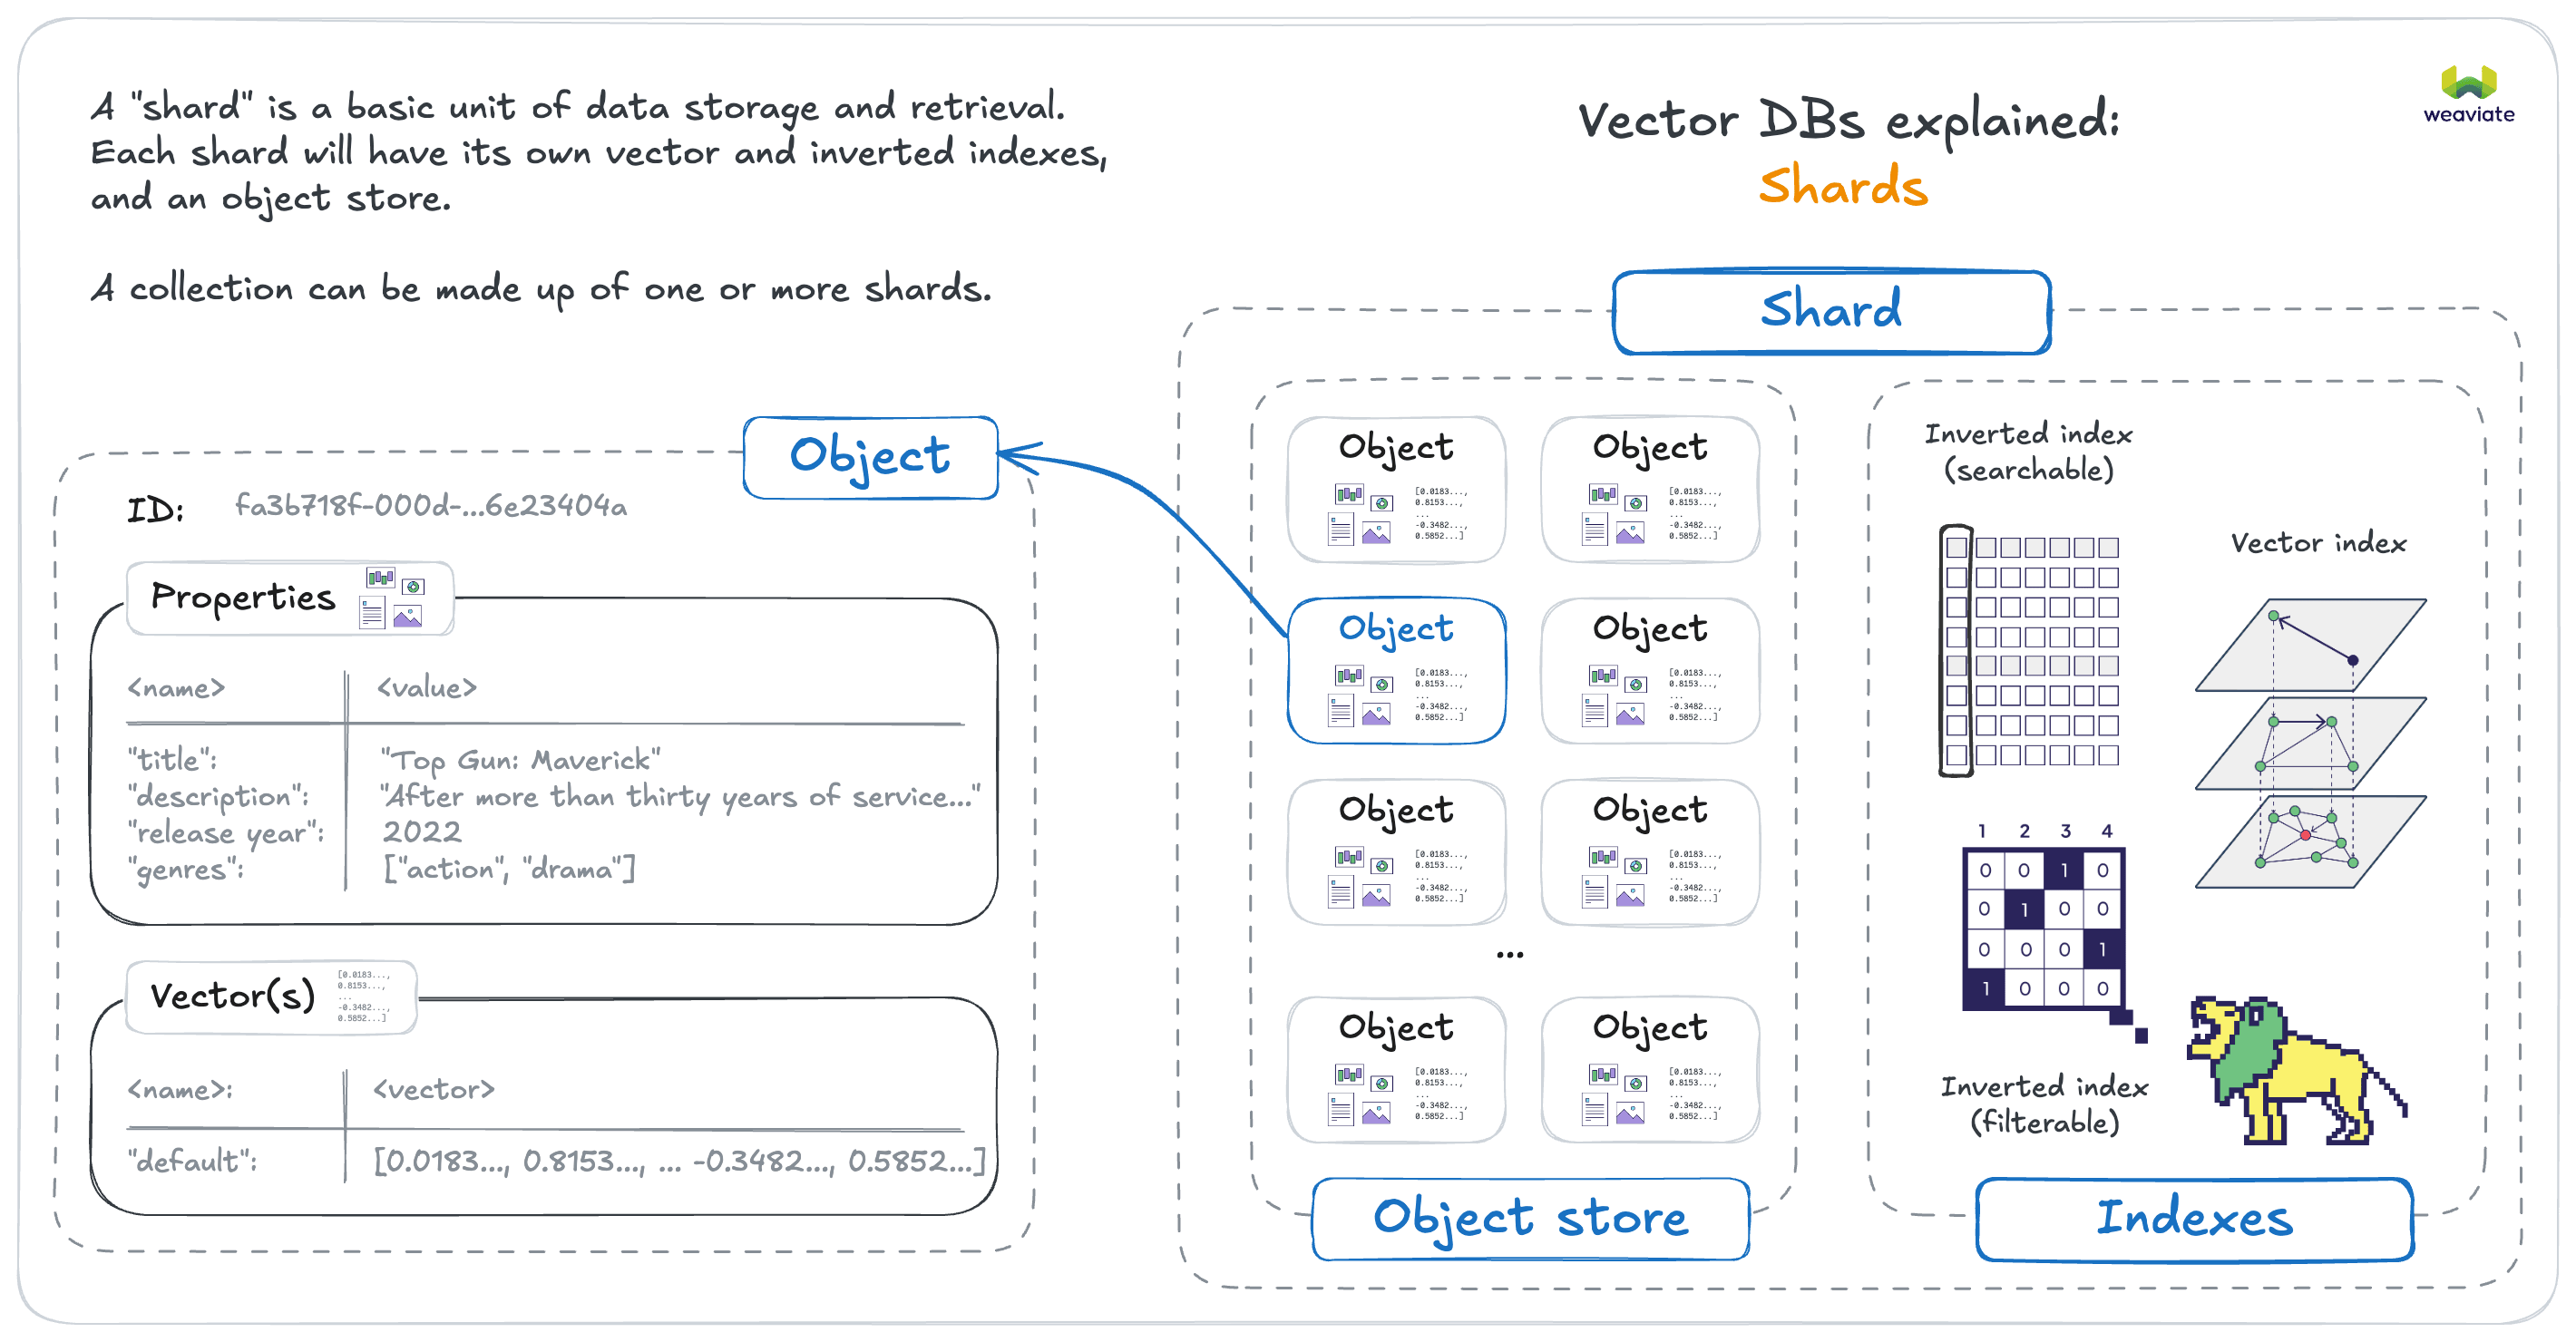 A "shard" is a basic unit of data storage and retrieval.
Each shard will have its own vector and inverted indexes,
and an object store.
A collection can be made up of one or more shards.
Vector DBs explained:
Shards
weaviate
Object
ID: fa3b718f-000d-...6e23404a
Properties
<name> <value>
"title": "Top Gun: Maverick"
"description": "After more than thirty years of service..."
"release year": 2022
"genres": ["action", "drama"]
Vector(s)
[0.0183...,
0.8153...,
...
-0.3482...,
0.5852...]
<name>: <vector>
"default": [0.0183..., 0.8153..., ... -0.3482..., 0.5852...]
Shard
Object
[0.0183...,
0.8153...,
...
-0.3482...,
0.5852...]
Object
[0.0183...,
0.8153...,
...
-0.3482...,
0.5852...]
Object
[0.0183...,
0.8153...,
...
-0.3482...,
0.5852...]
Object
[0.0183...,
0.8153...,
...
-0.3482...,
0.5852...]
Object
[0.0183...,
0.8153...,
...
-0.3482...,
0.5852...]
Object
[0.0183...,
0.8153...,
...
-0.3482...,
0.5852...]
...
Object
[0.0183...,
0.8153...,
...
-0.3482...,
0.5852...]
Object
[0.0183...,
0.8153...,
...
-0.3482...,
0.5852...]
Object store
Inverted index
(searchable)
Vector index
1 2 3 4
0 0 1 0
0 1 0 0
0 0 0 1
1 0 0 0
Inverted index
(filterable)
Indexes